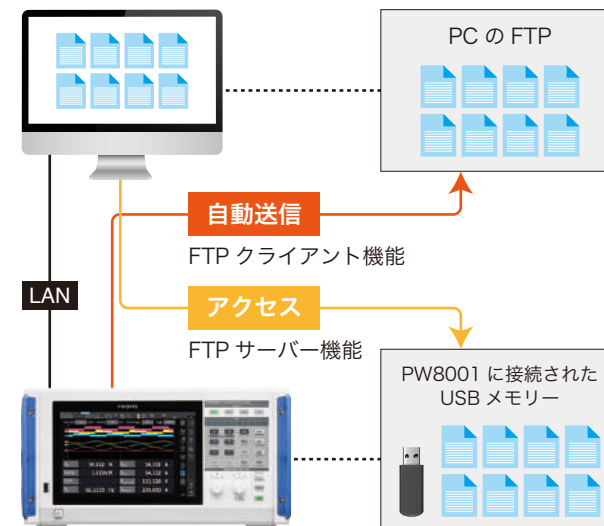 PC の FTP
自動送信
FTP クライアント機能
LAN
アクセス
FTP サーバー機能
PW8001 に接続された
USB メモリー